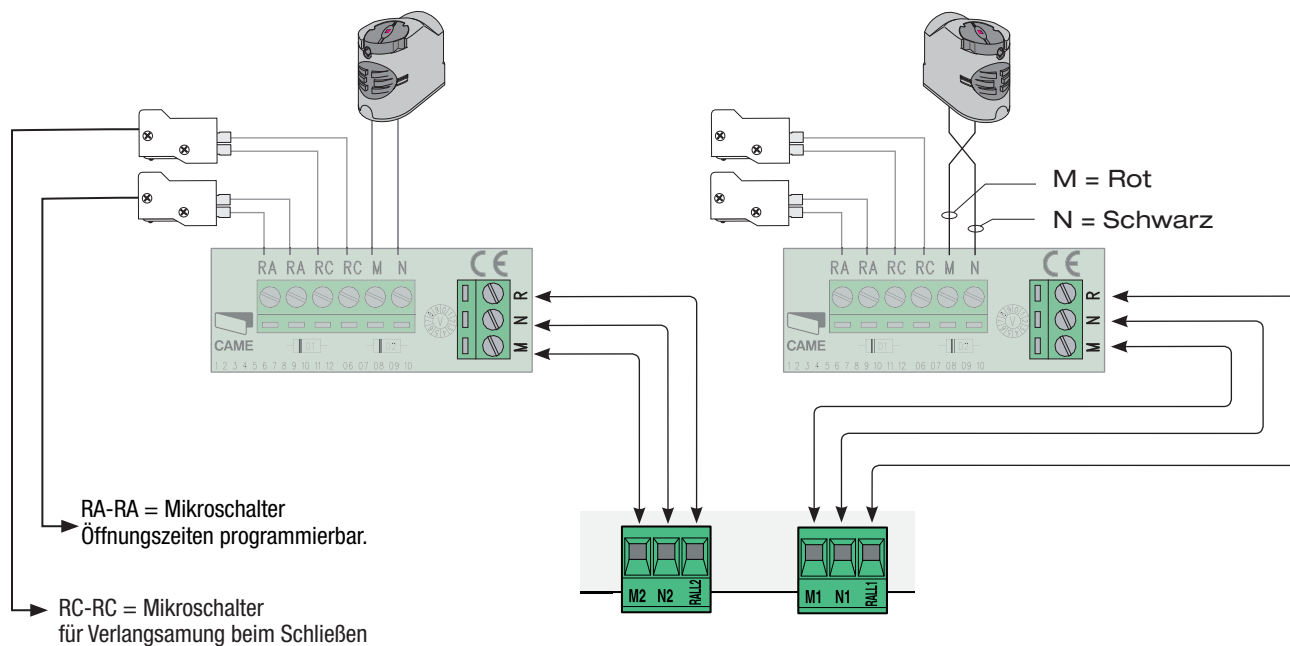 M = Rot
N = Schwarz
RA RA RC RC M N CE
R
N
M
CAME
1 2 3 4 5 6 7 8 9 10 11 12 06 07 08 09 10
RA RA RC RC M N CE
R
N
M
CAME
1 2 3 4 5 6 7 8 9 10 11 12 06 07 08 09 10
RA-RA = Mikroschalter
Öffnungszeiten programmierbar.
M2 N2 RALL2
M1 N1 RALL1
RC-RC = Mikroschalter
für Verlangsamung beim Schließen